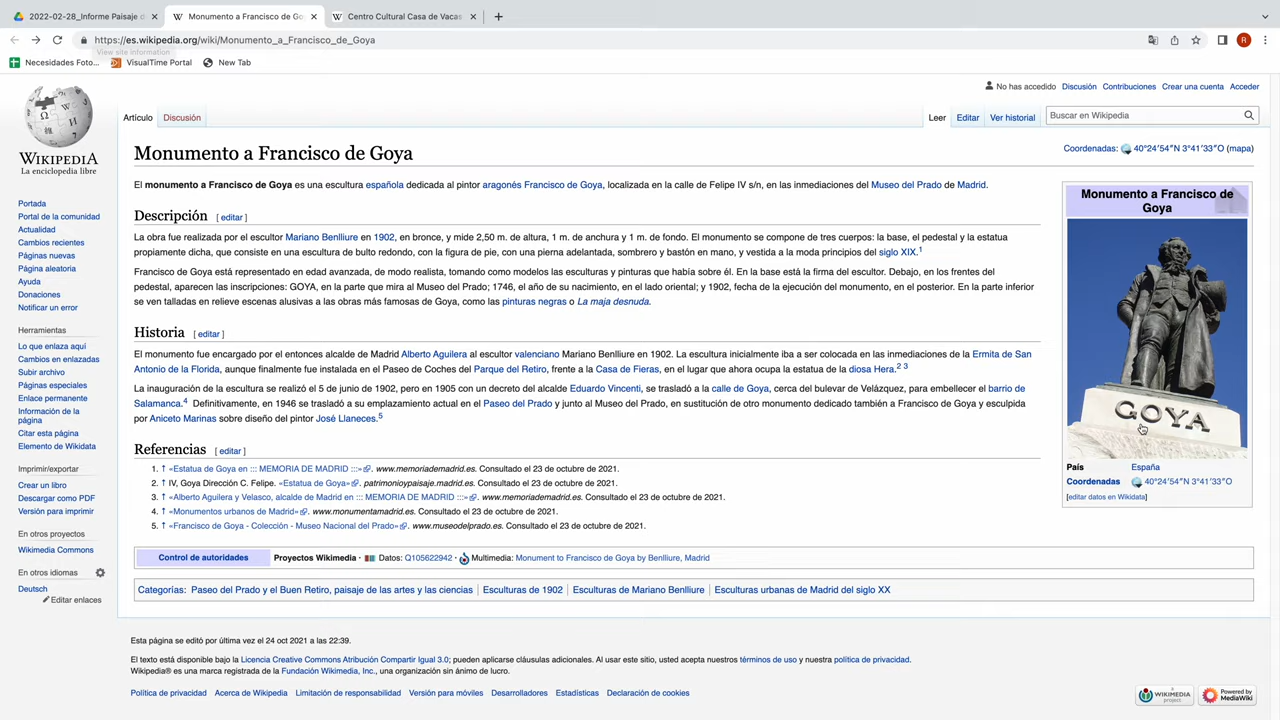 2022-02-28_Informe Paisaje d
Monumento a Francisco de Go
Centro Cultural Casa de Vacas
https://es.wikipedia.org/wiki/Monumento_a_Francisco_de_Goya
View site information
R
Necesidades Foto...
VisualTime Portal
New Tab
No has accedido Discusión Contribuciones Crear una cuenta Acceder
Artículo Discusión
Leer Editar Ver historial
Buscar en Wikipedia
WIKIPEDIA
La enciclopedia libre
Monumento a Francisco de Goya
Coordenadas: 40°24′54″N 3°41′33″O (mapa)
El monumento a Francisco de Goya es una escultura española dedicada al pintor aragonés Francisco de Goya, localizada en la calle de Felipe IV s/n, en las inmediaciones del Museo del Prado de Madrid.
Descripción [ editar ]
La obra fue realizada por el escultor Mariano Benlliure en 1902, en bronce, y mide 2,50 m. de altura, 1 m. de anchura y 1 m. de fondo. El monumento se compone de tres cuerpos: la base, el pedestal y la estatua
propiamente dicha, que consiste en una escultura de bulto redondo, con la figura de pie, con una pierna adelantada, sombrero y bastón en mano, y vestida a la moda principios del siglo XIX.1
Francisco de Goya está representado en edad avanzada, de modo realista, tomando como modelos las esculturas y pinturas que había sobre él. En la base está la firma del escultor. Debajo, en los frentes del
pedestal, aparecen las inscripciones: GOYA, en la parte que mira al Museo del Prado; 1746, el año de su nacimiento, en el lado oriental; y 1902, fecha de la ejecución del monumento, en el posterior. En la parte inferior
se ven talladas en relieve escenas alusivas a las obras más famosas de Goya, como las pinturas negras o La maja desnuda.
Historia [ editar ]
El monumento fue encargado por el entonces alcalde de Madrid Alberto Aguilera al escultor valenciano Mariano Benlliure en 1902. La escultura inicialmente iba a ser colocada en las inmediaciones de la Ermita de San
Antonio de la Florida, aunque finalmente fue instalada en el Paseo de Coches del Parque del Retiro, frente a la Casa de Fieras, en el lugar que ahora ocupa la estatua de la diosa Hera.2 3
La inauguración de la escultura se realizó el 5 de junio de 1902, pero en 1905 con un decreto del alcalde Eduardo Vincenti, se trasladó a la calle de Goya, cerca del bulevar de Velázquez, para embellecer el barrio de
Salamanca.4 Definitivamente, en 1946 se trasladó a su emplazamiento actual en el Paseo del Prado y junto al Museo del Prado, en sustitución de otro monumento dedicado también a Francisco de Goya y esculpida
por Aniceto Marinas sobre diseño del pintor José Llaneces.5
Referencias [ editar ]
1. ↑ «Estatua de Goya en ::: MEMORIA DE MADRID :::». www.memoriademadrid.es. Consultado el 23 de octubre de 2021.
2. ↑ IV, Goya Dirección C. Felipe. «Estatua de Goya». patrimonioypaisaje.madrid.es. Consultado el 23 de octubre de 2021.
3. ↑ «Alberto Aguilera y Velasco, alcalde de Madrid en ::: MEMORIA DE MADRID :::». www.memoriademadrid.es. Consultado el 23 de octubre de 2021.
4. ↑ «Monumentos urbanos de Madrid». www.monumentamadrid.es. Consultado el 23 de octubre de 2021.
5. ↑ «Francisco de Goya - Colección - Museo Nacional del Prado». www.museodelprado.es. Consultado el 23 de octubre de 2021.
Control de autoridades Proyectos Wikimedia · Datos: Q105622942 · Multimedia: Monument to Francisco de Goya by Benlliure, Madrid
Categorías: Paseo del Prado y el Buen Retiro, paisaje de las artes y las ciencias | Esculturas de 1902 | Esculturas de Mariano Benlliure | Esculturas urbanas de Madrid del siglo XX
Monumento a Francisco de
Goya
GOYA
País España
Coordenadas 40°24′54″N 3°41′33″O
[editar datos en Wikidata]
Portada
Portal de la comunidad
Actualidad
Cambios recientes
Páginas nuevas
Página aleatoria
Ayuda
Donaciones
Notificar un error
Herramientas
Lo que enlaza aquí
Cambios en enlazadas
Subir archivo
Páginas especiales
Enlace permanente
Información de la
página
Citar esta página
Elemento de Wikidata
Imprimir/exportar
Crear un libro
Descargar como PDF
Versión para imprimir
En otros proyectos
Wikimedia Commons
En otros idiomas
Deutsch
Editar enlaces
Esta página se editó por última vez el 24 oct 2021 a las 22:39.
El texto está disponible bajo la Licencia Creative Commons Atribución Compartir Igual 3.0; pueden aplicarse cláusulas adicionales. Al usar este sitio, usted acepta nuestros términos de uso y nuestra política de privacidad.
Wikipedia® es una marca registrada de la Fundación Wikimedia, Inc., una organización sin ánimo de lucro.
Política de privacidad Acerca de Wikipedia Limitación de responsabilidad Versión para móviles Desarrolladores Estadísticas Declaración de cookies
A WIKIMEDIA project
Powered by MediaWiki